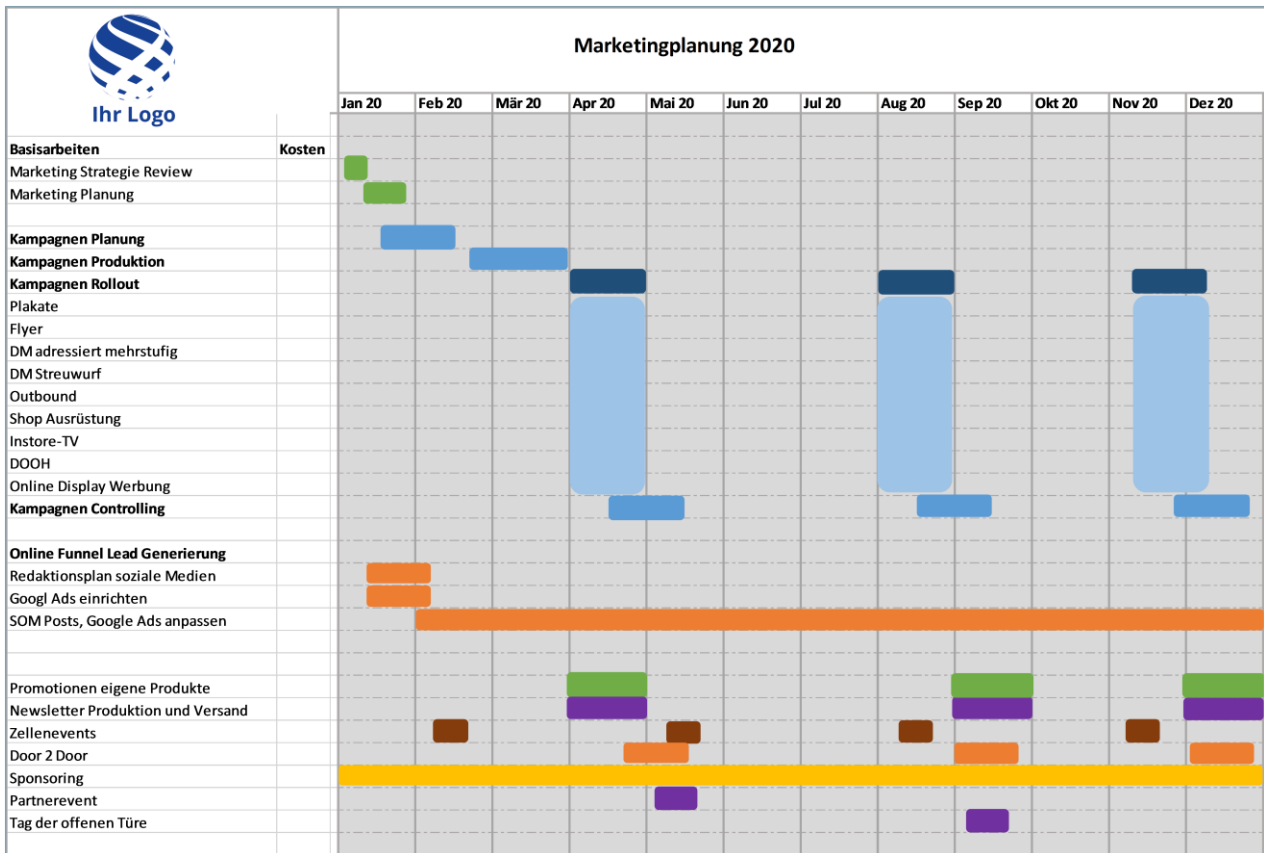 Marketingplanung 2020
Ihr Logo
Jan 20 Feb 20 Mär 20 Apr 20 Mai 20 Jun 20 Jul 20 Aug 20 Sep 20 Okt 20 Nov 20 Dez 20
Basisarbeiten Kosten
Marketing Strategie Review
Marketing Planung
Kampagnen Planung
Kampagnen Produktion
Kampagnen Rollout
Plakate
Flyer
DM adressiert mehrstufig
DM Streuwurf
Outbound
Shop Ausrüstung
Instore-TV
DOOH
Online Display Werbung
Kampagnen Controlling
Online Funnel Lead Generierung
Redaktionsplan soziale Medien
Googl Ads einrichten
SOM Posts, Google Ads anpassen
Promotionen eigene Produkte
Newsletter Produktion und Versand
Zellenevents
Door 2 Door
Sponsoring
Partnerevent
Tag der offenen Türe